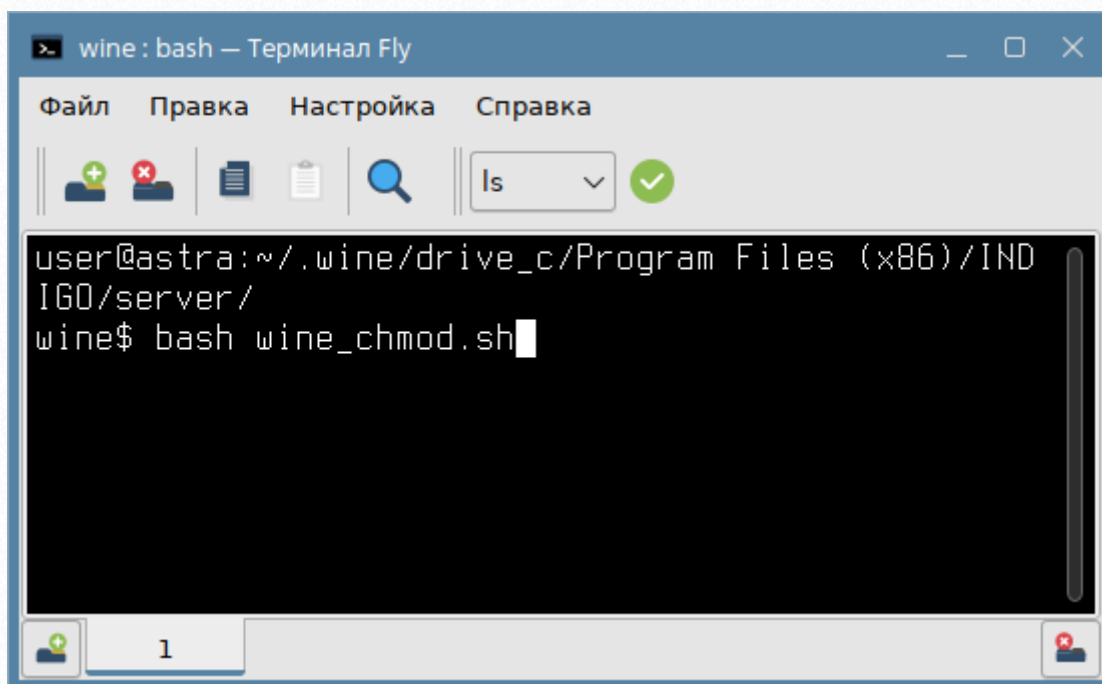 wine : bash — Терминал Fly
Файл Правка Настройка Справка
ls
user@astra:~/.wine/drive_c/Program Files (x86)/IND
IGO/server/
wine$ bash wine_chmod.sh
1